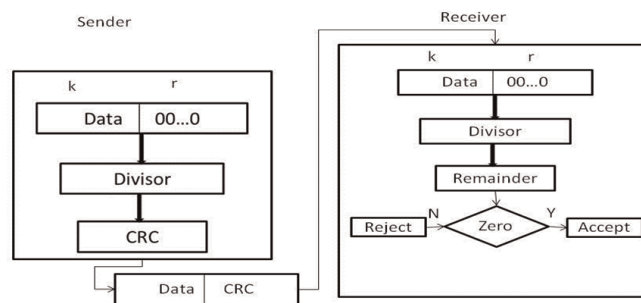 Sender
k r
Data 00...0
Divisor
CRC
Data CRC
Receiver
k r
Data 00...0
Divisor
Remainder
Reject N Zero Y Accept